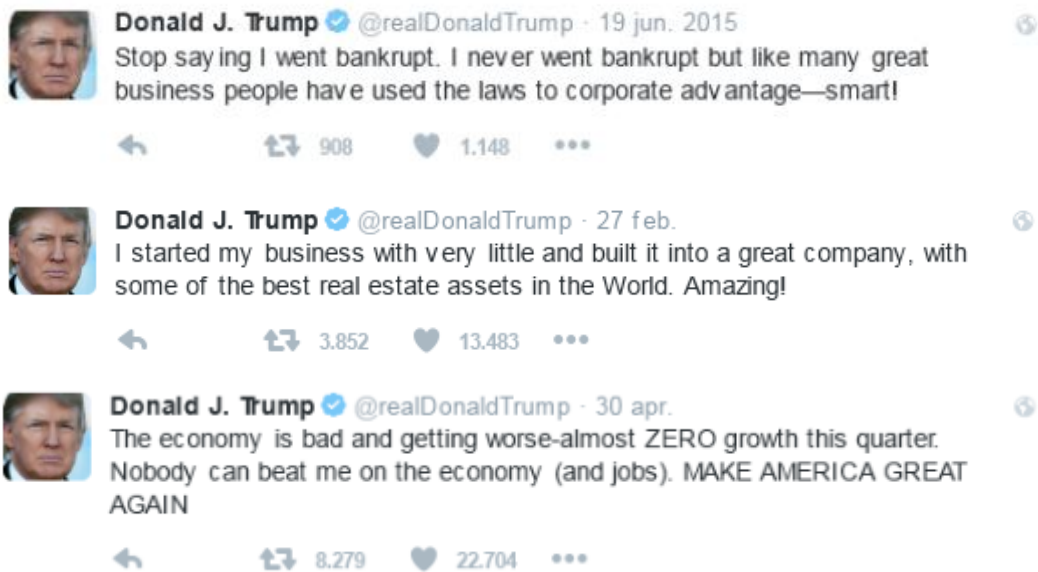 Donald J. Trump @realDonaldTrump · 19 jun. 2015
Stop saying I went bankrupt. I never went bankrupt but like many great
business people have used the laws to corporate advantage—smart!
908 1.148 •••
Donald J. Trump @realDonaldTrump · 27 feb.
I started my business with very little and built it into a great company, with
some of the best real estate assets in the World. Amazing!
3.852 13.483 •••
Donald J. Trump @realDonaldTrump · 30 apr.
The economy is bad and getting worse-almost ZERO growth this quarter.
Nobody can beat me on the economy (and jobs). MAKE AMERICA GREAT
AGAIN
8.279 22.704 •••